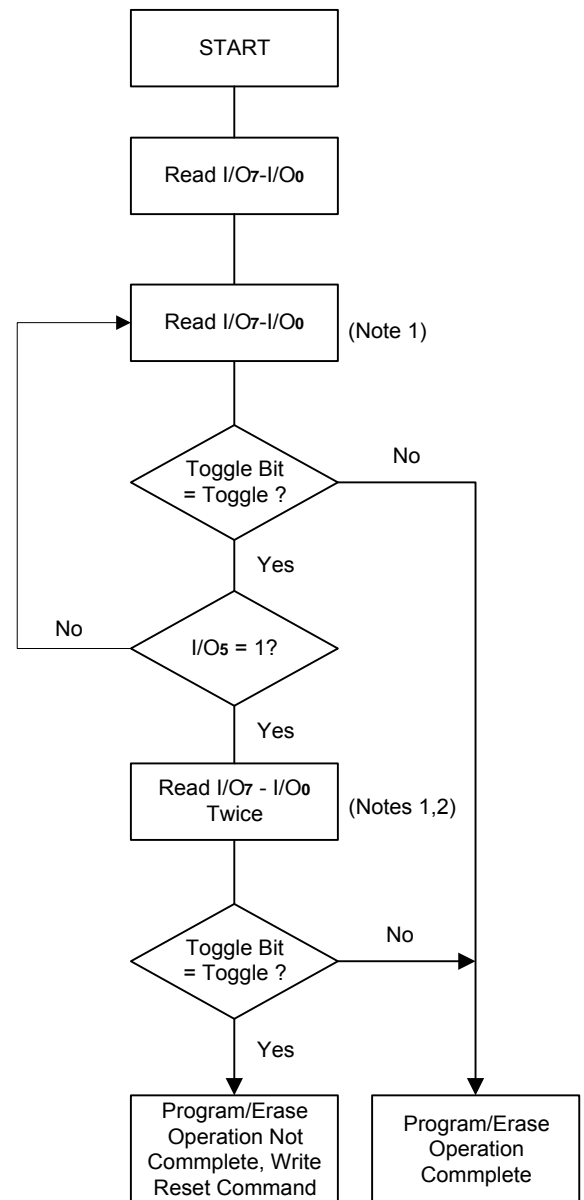 START
Read I/O7-I/O0
Read I/O7-I/O0
(Note 1)
Toggle Bit
= Toggle ?
No
Yes
I/O5 = 1?
No
Yes
Read I/O7 - I/O0
Twice
(Notes 1,2)
Toggle Bit
= Toggle ?
No
Yes
Program/Erase
Operation Not
Commplete, Write
Reset Command
Program/Erase
Operation
Commplete